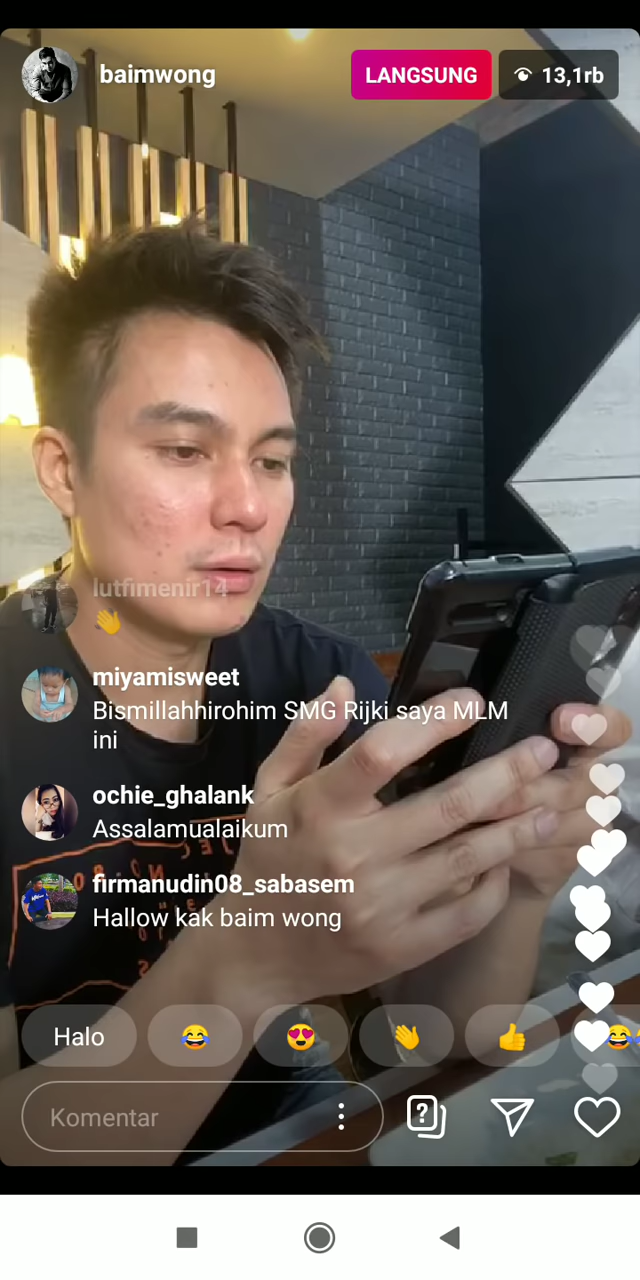 baimwong
LANGSUNG
13,1rb
lutfimenir14
👋
miyamisweet
Bismillahhirohim SMG Rijki saya MLM
ini
ochie_ghalank
Assalamualaikum
firmanudin08_sabasem
Hallow kak baim wong
Halo 😂 😍 👋 👍 😂
Komentar